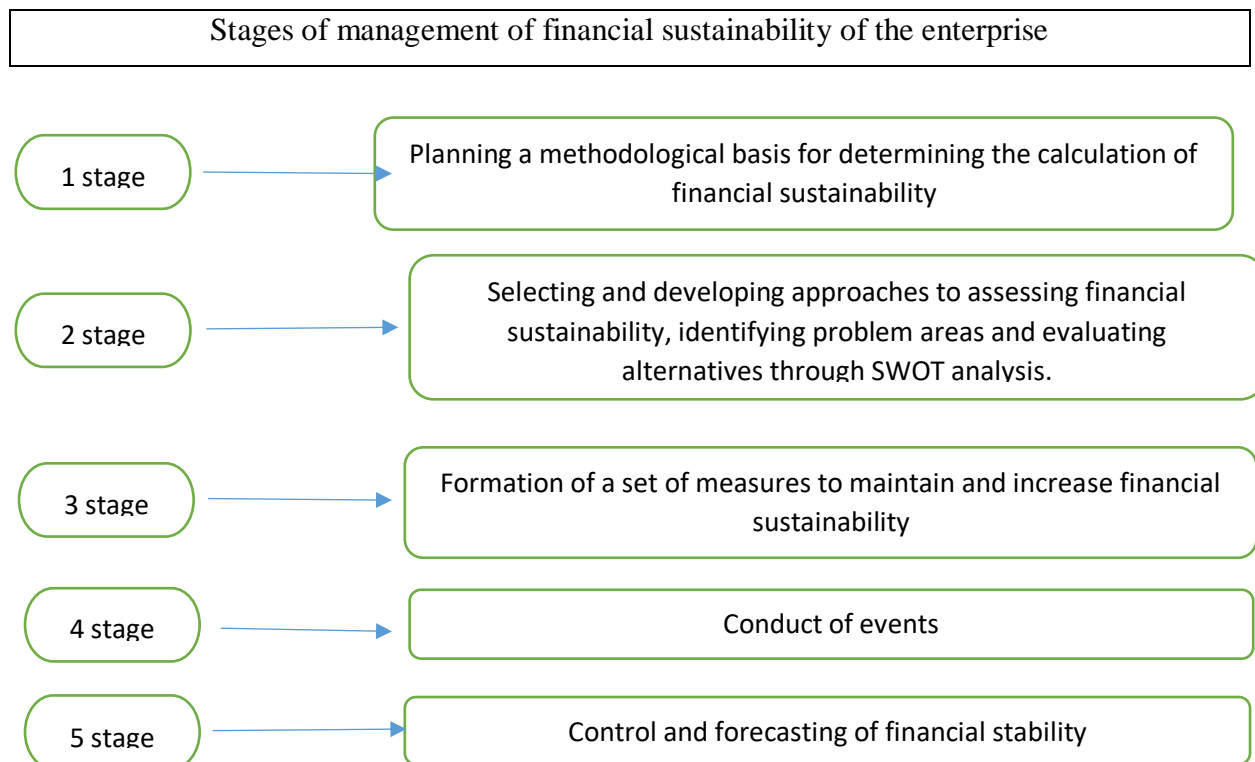 Stages of management of financial sustainability of the enterprise
1 stage
Planning a methodological basis for determining the calculation of
financial sustainability
2 stage
Selecting and developing approaches to assessing financial
sustainability, identifying problem areas and evaluating
alternatives through SWOT analysis.
3 stage
Formation of a set of measures to maintain and increase financial
sustainability
4 stage
Conduct of events
5 stage
Control and forecasting of financial stability